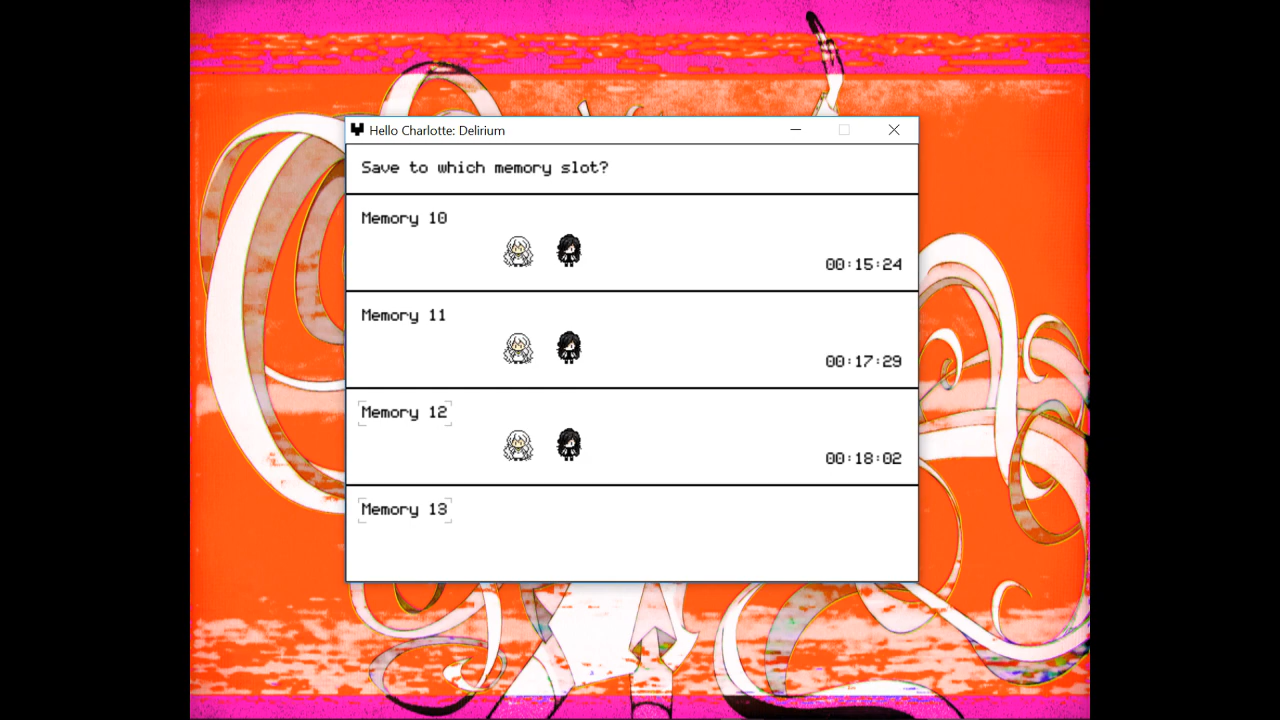 Hello Charlotte: Delirium
Save to which memory slot?
Memory 10
00:15:24
Memory 11
00:17:29
Memory 12
00:18:02
Memory 13